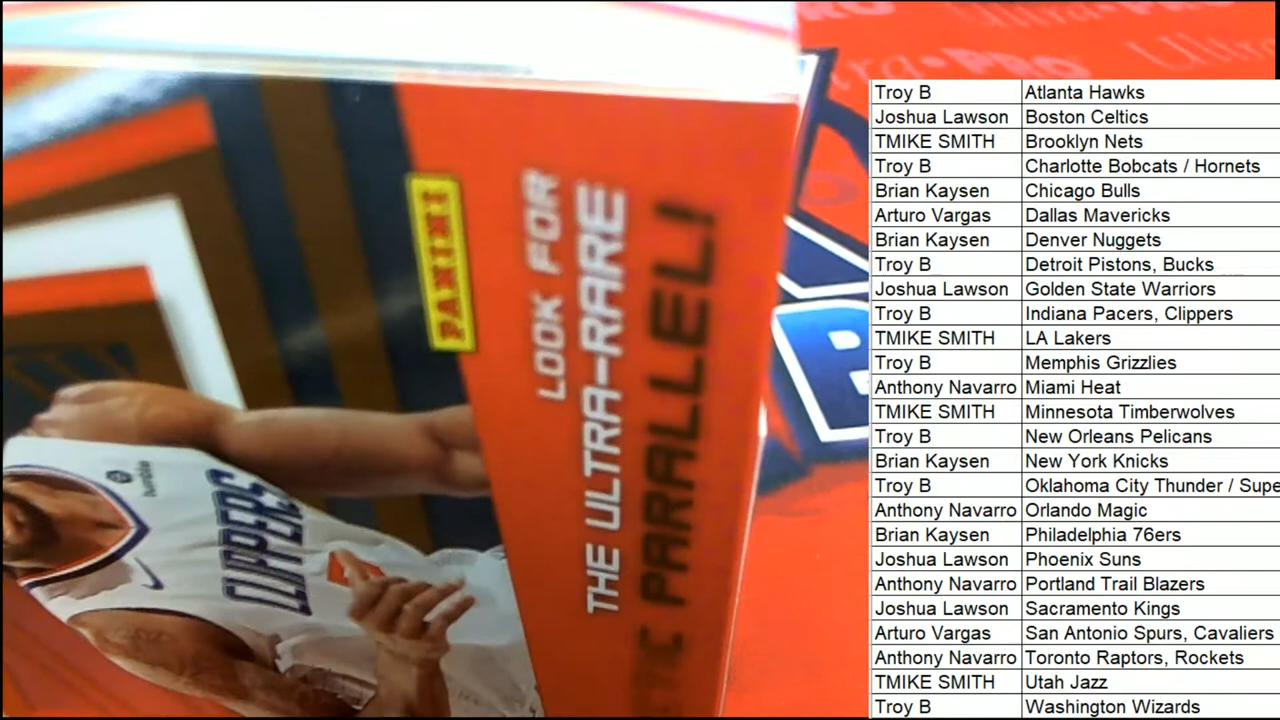 PANINI
LOOK FOR
THE ULTRA-RARE
PARALLEL!
CLIPPERS
bumble
Ultra
PRO
Ultra
Troy B Atlanta Hawks
Joshua Lawson Boston Celtics
TMIKE SMITH Brooklyn Nets
Troy B Charlotte Bobcats / Hornets
Brian Kaysen Chicago Bulls
Arturo Vargas Dallas Mavericks
Brian Kaysen Denver Nuggets
Troy B Detroit Pistons, Bucks
Joshua Lawson Golden State Warriors
Troy B Indiana Pacers, Clippers
TMIKE SMITH LA Lakers
Troy B Memphis Grizzlies
Anthony Navarro Miami Heat
TMIKE SMITH Minnesota Timberwolves
Troy B New Orleans Pelicans
Brian Kaysen New York Knicks
Troy B Oklahoma City Thunder / Supe
Anthony Navarro Orlando Magic
Brian Kaysen Philadelphia 76ers
Joshua Lawson Phoenix Suns
Anthony Navarro Portland Trail Blazers
Joshua Lawson Sacramento Kings
Arturo Vargas San Antonio Spurs, Cavaliers
Anthony Navarro Toronto Raptors, Rockets
TMIKE SMITH Utah Jazz
Troy B Washington Wizards